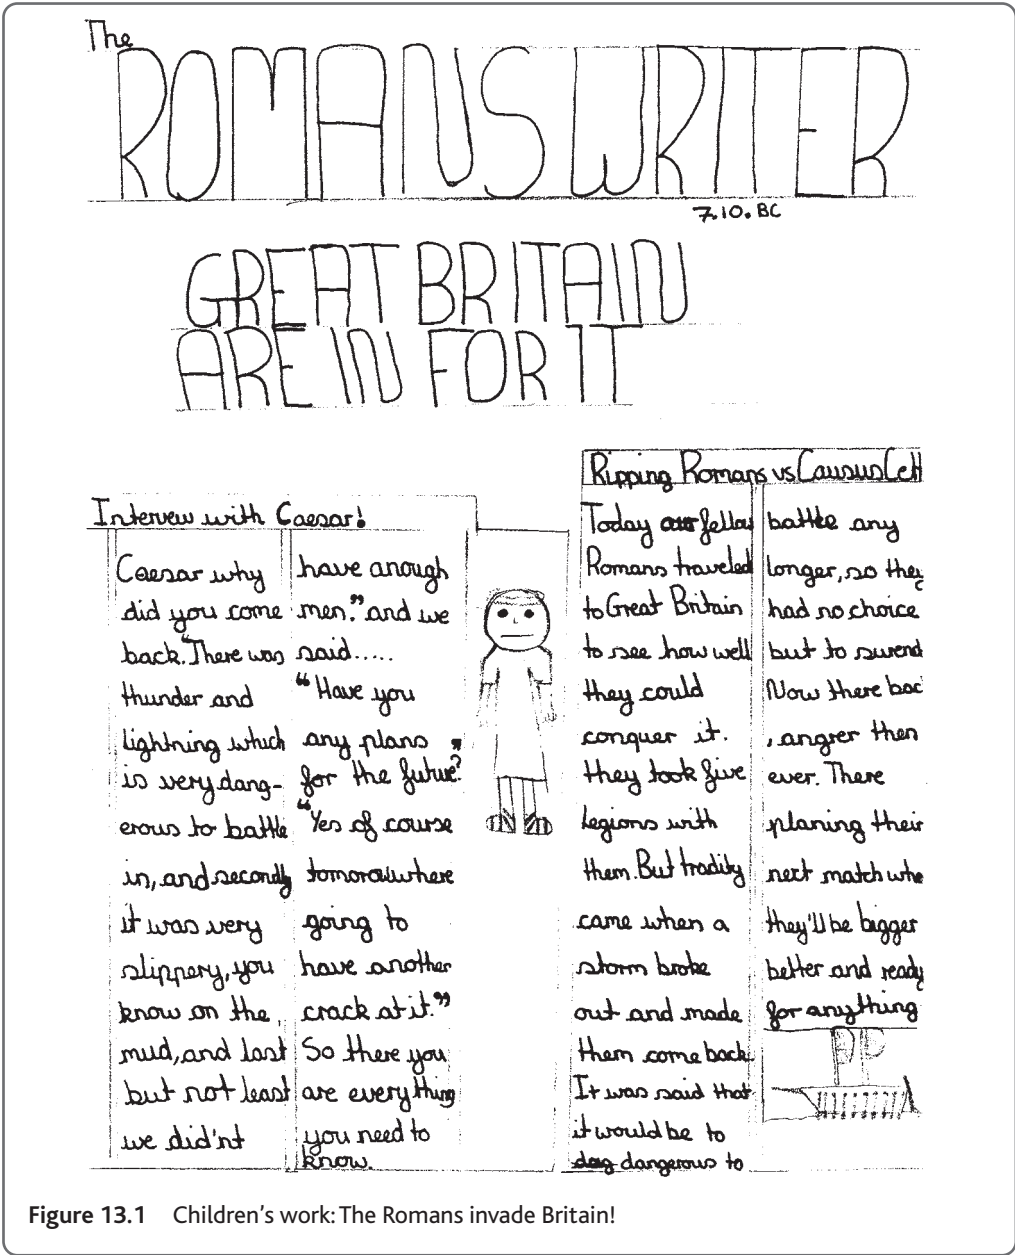 The
ROMANS WRITER
7.10.BC
GREAT BRITAIN
ARE IN FOR IT
Intervew with Caesar!
Caesar why
did you come
back."There was
thunder and
lightning which
is very dang-
erous to battle
in, and secondly
it was very
slippery, you
know on the
mud, and last
but not least
we did'nt
have anough
men." and we
said.....
"Have you
any plans
for the future?"
"Yes of course
tomorow where
going to
have another
crack at it."
So there you
are everything
you need to
know.
Ripping Romans vs Causus Celt
Today our fellow
Romans traveled
to Great Britain
to see how well
they could
conquer it.
they took five
legions with
them. But tradity
came when a
storm broke
out and made
them come back.
It was said that
it would be to
dangerous to
battle any
longer, so they
had no choice
but to surend
Now there bac
, angrer then
ever. There
planing their
next match whe
they'll be bigger
better and ready
for anything
Figure 13.1 Children's work: The Romans invade Britain!